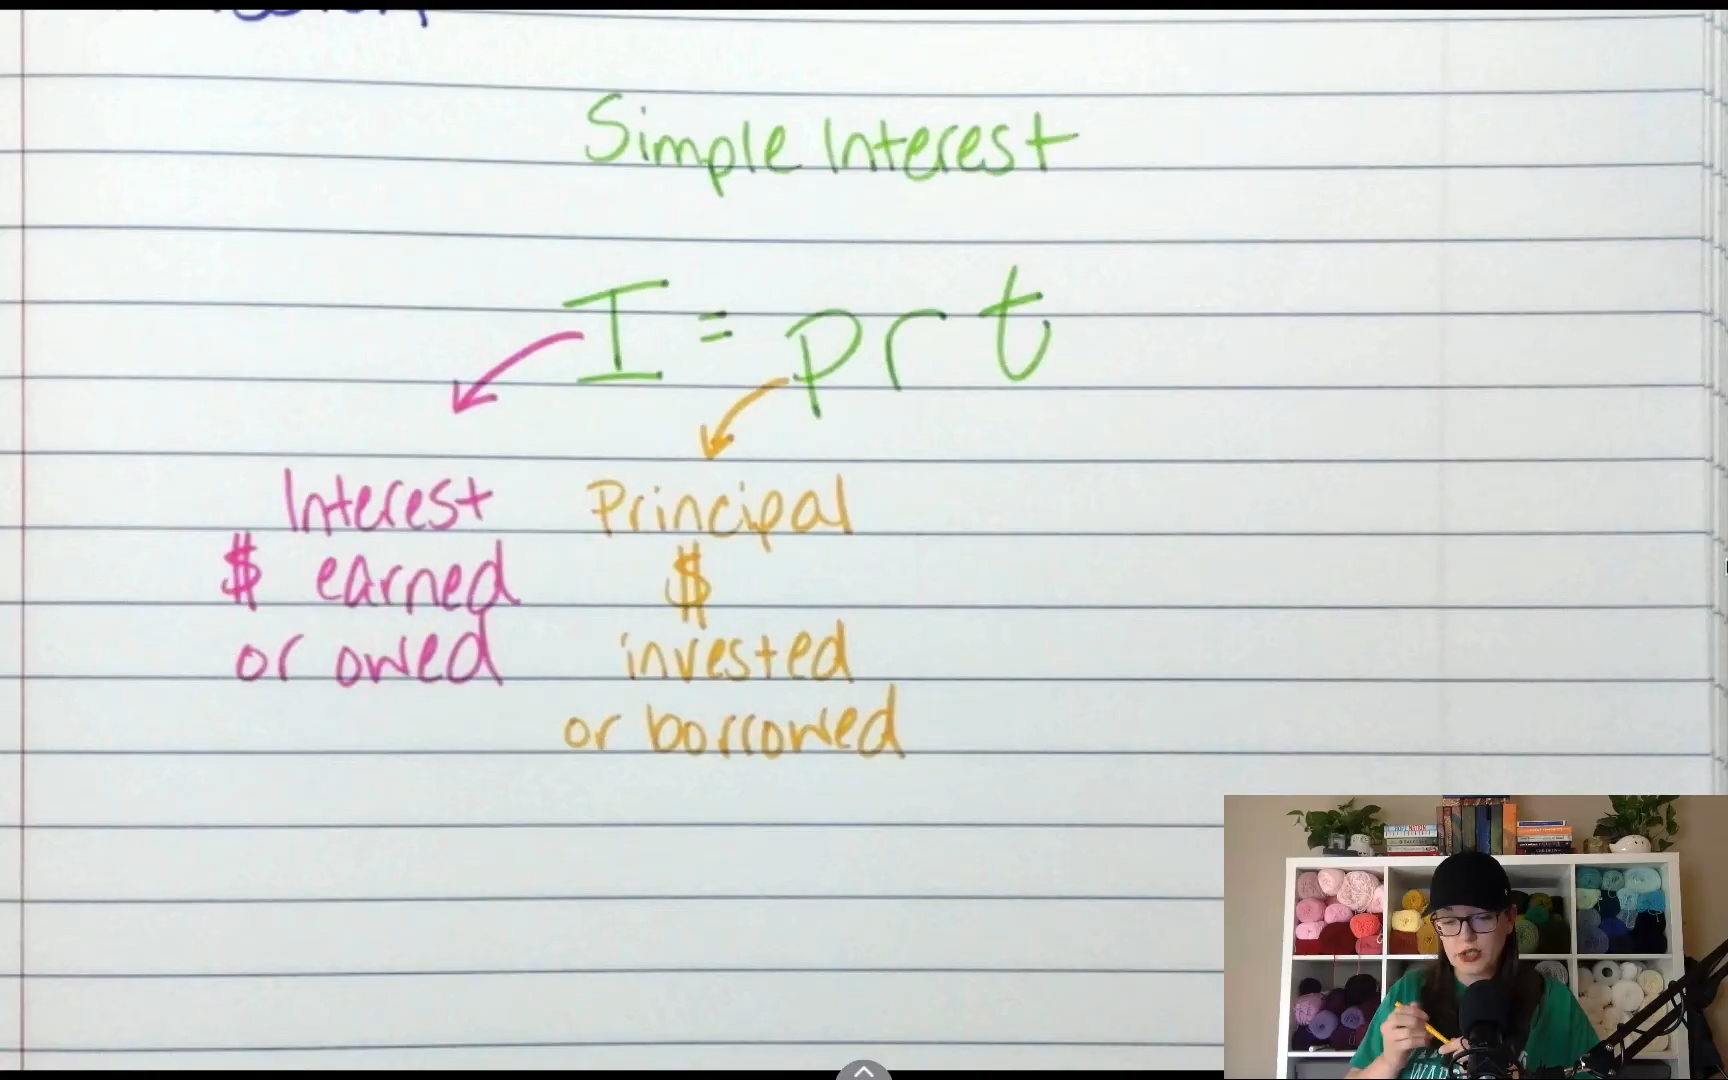 Simple Interest
I = prt
Interest
$ earned
or owed
Principal
$
invested
or borrowed